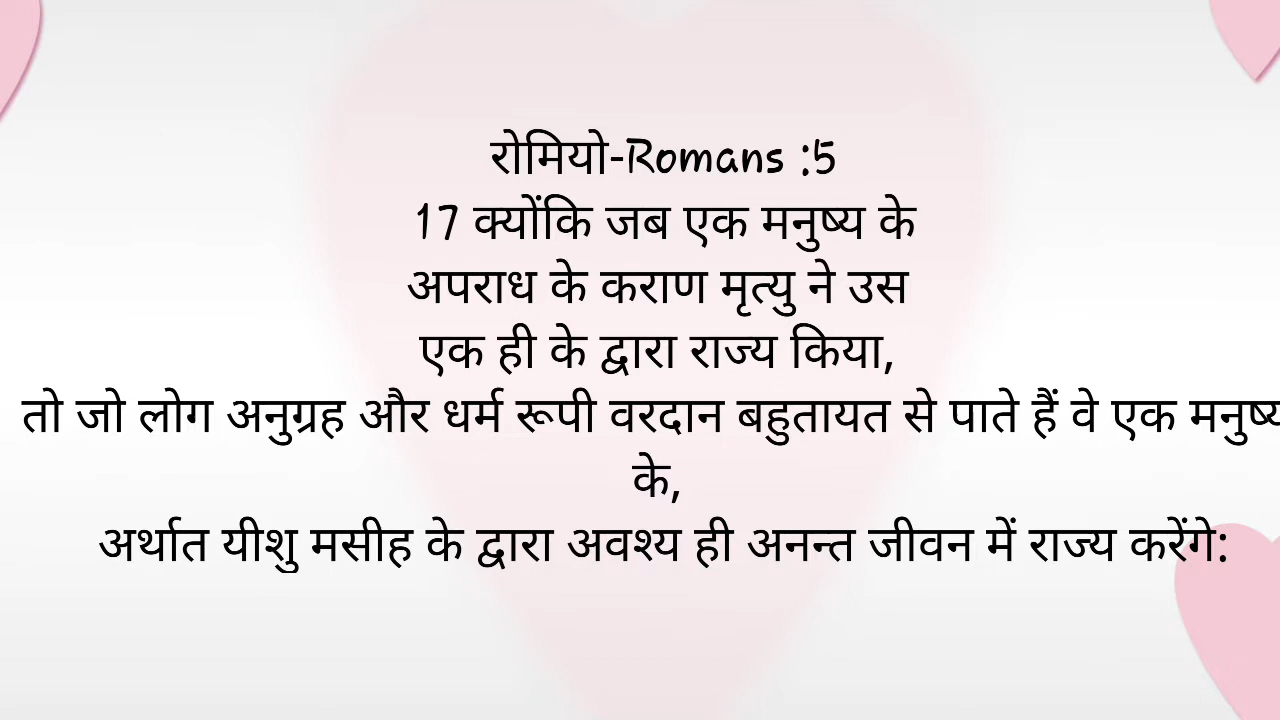 रोमियो-Romans :5
17 क्योंकि जब एक मनुष्य के
अपराध के कराण मृत्यु ने उस
एक ही के द्वारा राज्य किया,
तो जो लोग अनुग्रह और धर्म रूपी वरदान बहुतायत से पाते हैं वे एक मनुष्य
के,
अर्थात यीशु मसीह के द्वारा अवश्य ही अनन्त जीवन में राज्य करेंगे: